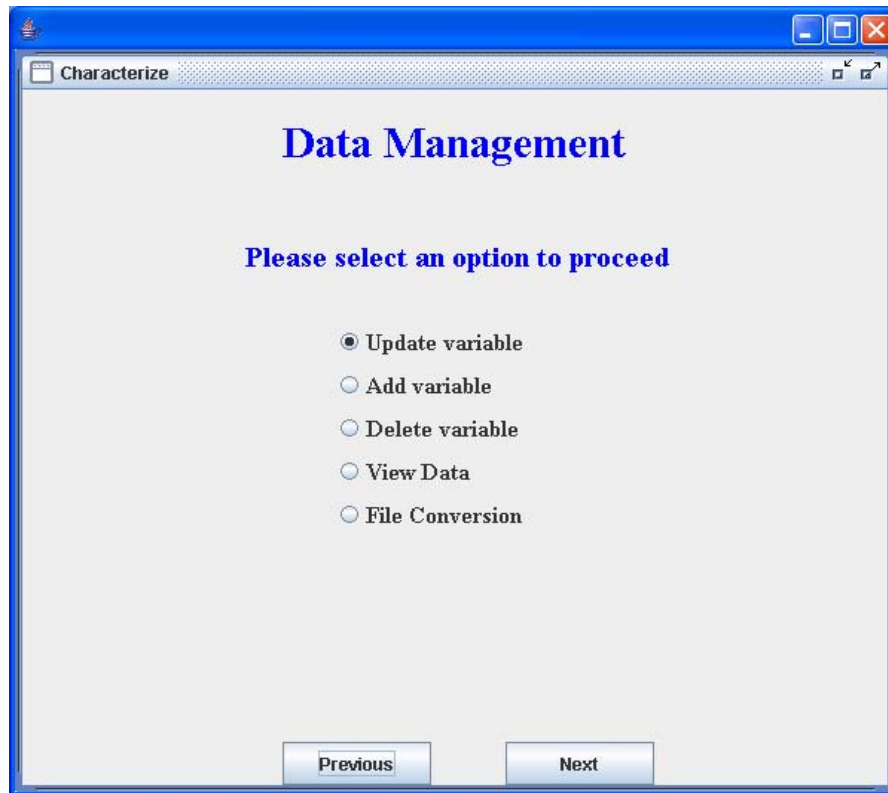 Characterize
Data Management
Please select an option to proceed
Update variable
Add variable
Delete variable
View Data
File Conversion
Previous
Next